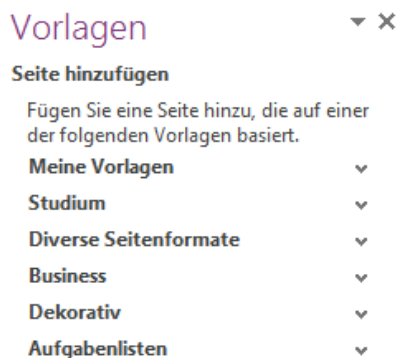 Vorlagen
Seite hinzufügen
Fügen Sie eine Seite hinzu, die auf einer
der folgenden Vorlagen basiert.
Meine Vorlagen
Studium
Diverse Seitenformate
Business
Dekorativ
Aufgabenlisten